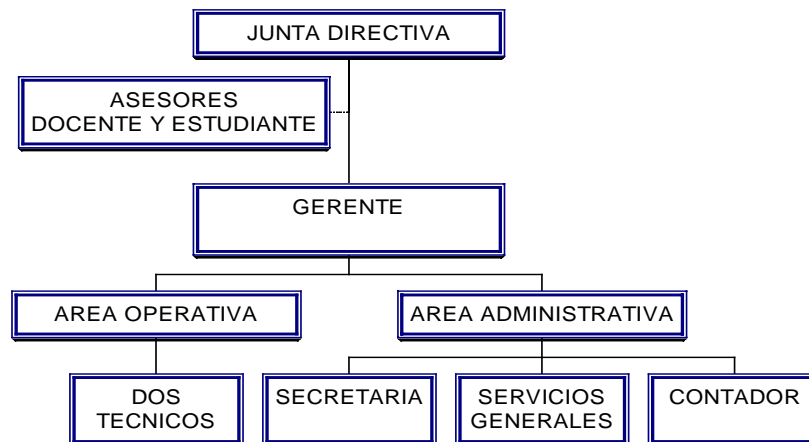 JUNTA DIRECTIVA
ASESORES
DOCENTE Y ESTUDIANTE
GERENTE
AREA OPERATIVA
AREA ADMINISTRATIVA
DOS
TECNICOS
SECRETARIA
SERVICIOS
GENERALES
CONTADOR